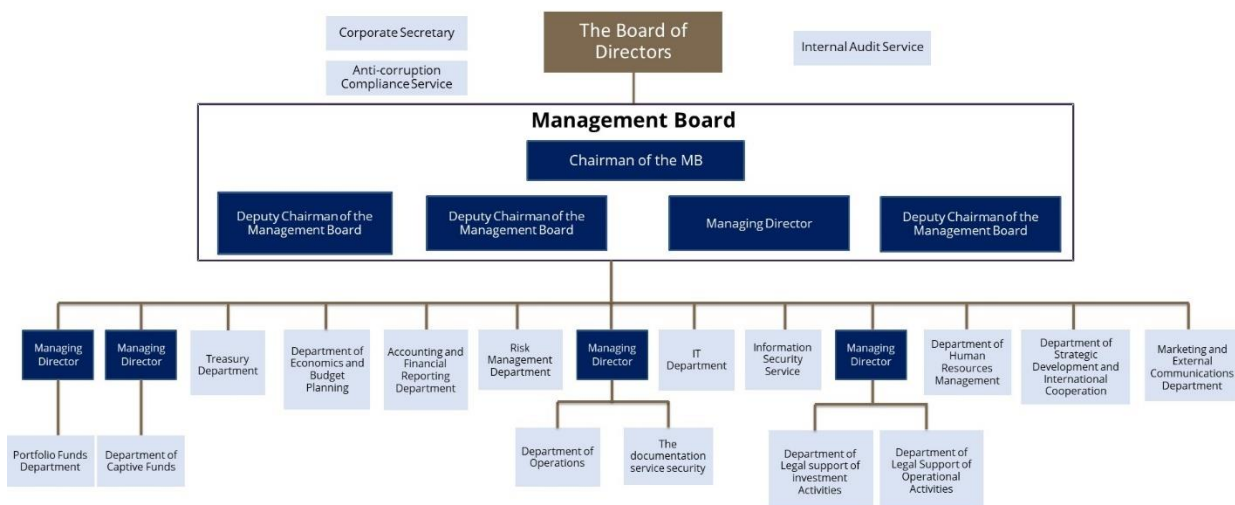 Corporate Secretary
The Board of
Directors
Internal Audit Service
Anti-corruption
Compliance Service
Management Board
Chairman of the MB
Deputy Chairman of the
Management Board
Deputy Chairman of the
Management Board
Managing Director
Deputy Chairman of the
Management Board
Managing
Director
Managing
Director
Treasury
Department
Department of
Economics and
Budget
Planning
Accounting and
Financial
Reporting
Department
Risk
Management
Department
Managing
Director
IT
Department
Information
Security
Service
Managing
Director
Department of
Human
Resources
Management
Department of
Strategic
Development and
International
Cooperation
Marketing and
External
Communications
Department
Portfolio Funds
Department
Department of
Captive Funds
Department of
Operations
The
documentation
service security
Department of
Legal support of
investment
Activities
Department of
Legal Support of
Operational
Activities